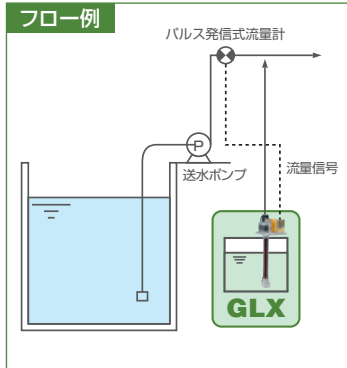 フロー例
パルス発信式流量計
P
送水ポンプ
流量信号
GLX